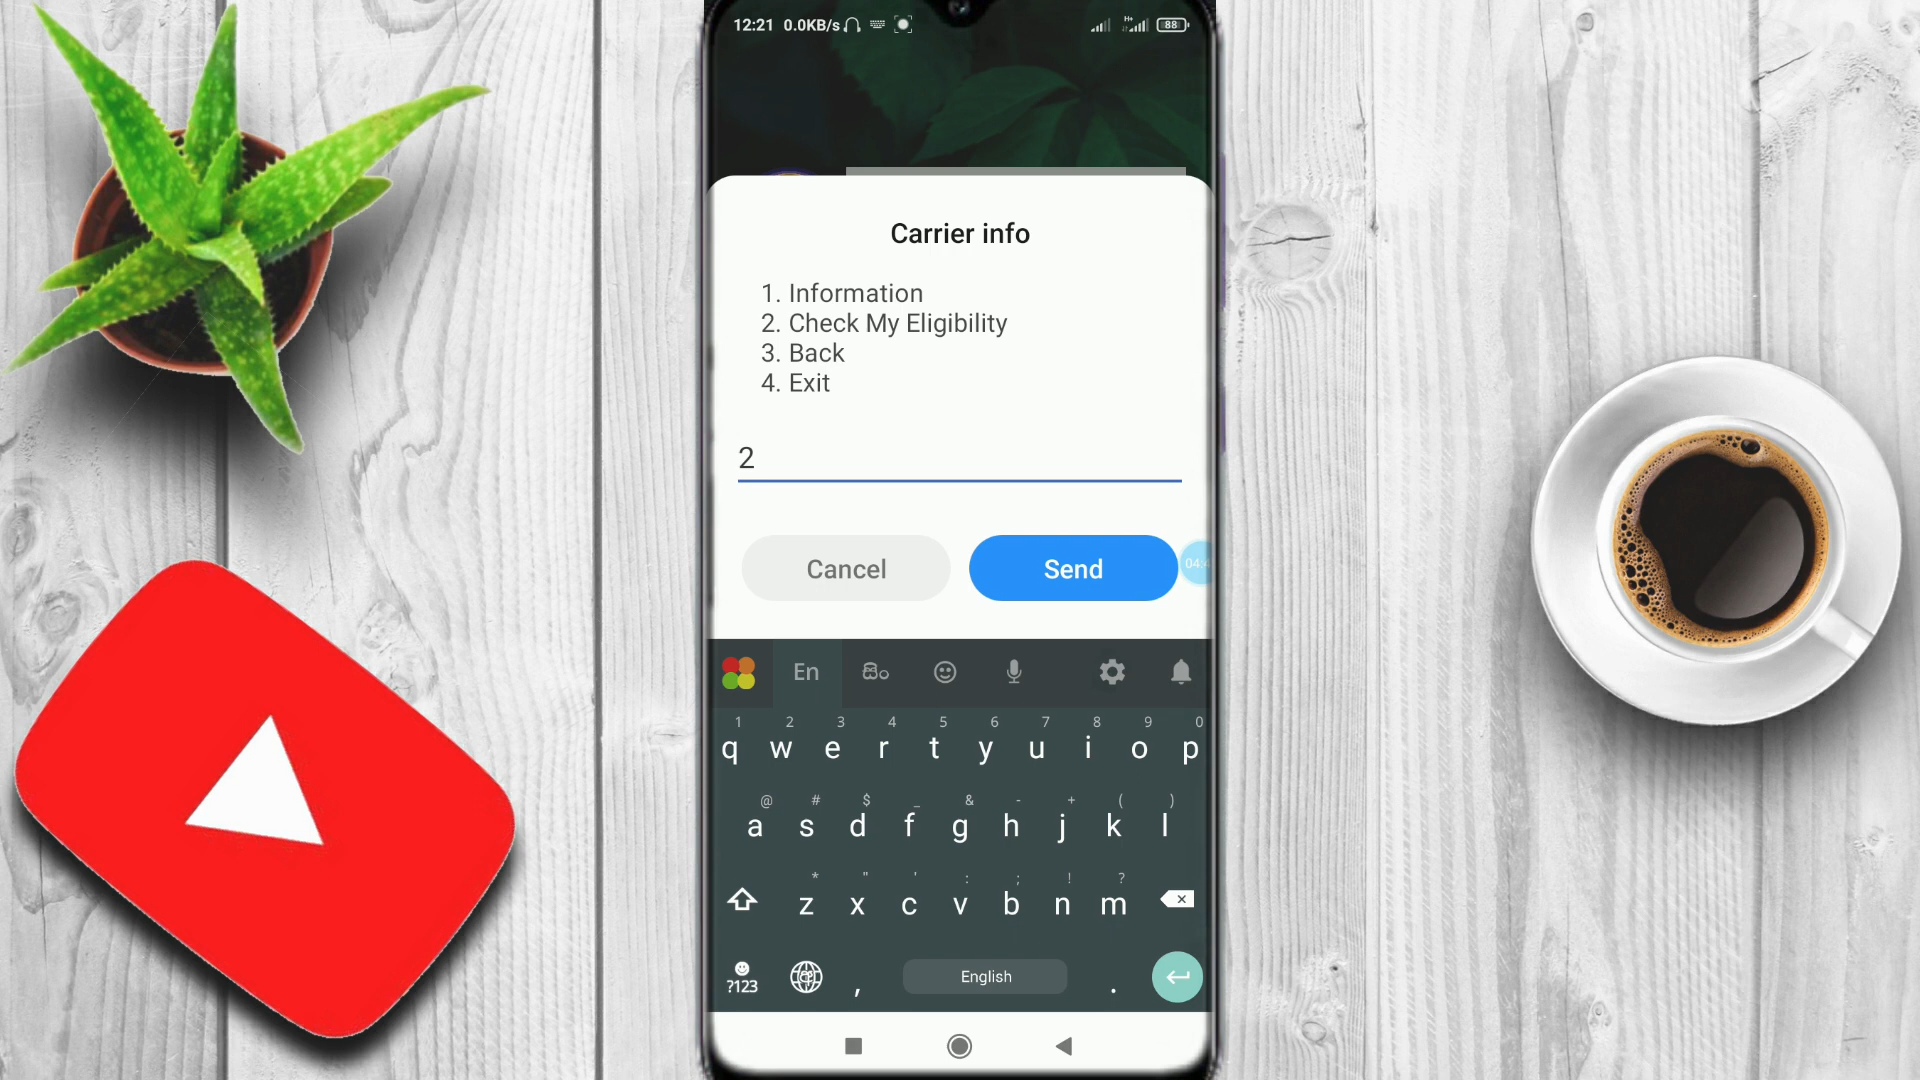 12:21 0.0KB/s
H+
88
Carrier info
1. Information
2. Check My Eligibility
3. Back
4. Exit
2
Cancel
Send
En
1 2 3 4 5 6 7 8 9 0
q w e r t y u i o p
@ # $ _ & - + ( )
a s d f g h j k l
* " ' : ; ! ?
z x c v b n m
?123
,
English
.